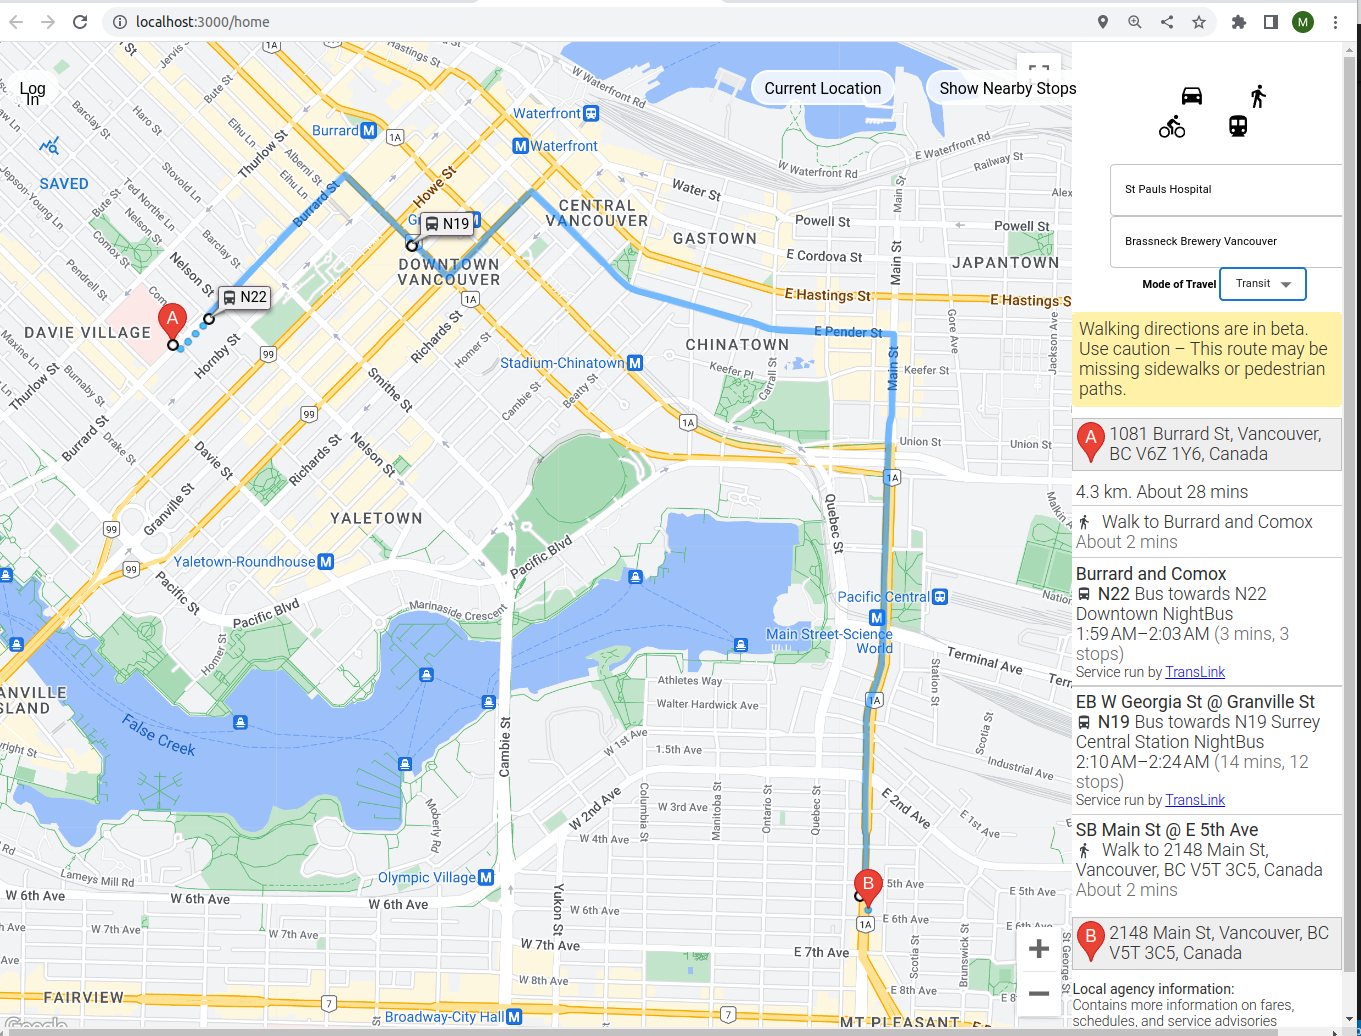 localhost:3000/home
M
Log
In
SAVED
Current Location
Show Nearby Stops
St Pauls Hospital
Brassneck Brewery Vancouver
Mode of Travel
Transit
Walking directions are in beta.
Use caution – This route may be
missing sidewalks or pedestrian
paths.
A
1081 Burrard St, Vancouver,
BC V6Z 1Y6, Canada
4.3 km. About 28 mins
Walk to Burrard and Comox
About 2 mins
Burrard and Comox
N22 Bus towards N22
Downtown NightBus
1:59 AM–2:03 AM (3 mins, 3
stops)
Service run by TransLink
EB W Georgia St @ Granville St
N19 Bus towards N19 Surrey
Central Station NightBus
2:10 AM–2:24 AM (14 mins, 12
stops)
Service run by TransLink
SB Main St @ E 5th Ave
Walk to 2148 Main St,
Vancouver, BC V5T 3C5, Canada
About 2 mins
B
2148 Main St, Vancouver, BC
V5T 3C5, Canada
Local agency information:
Contains more information on fares,
schedules, and service advisories
Hastings St
W Waterfront Rd
Waterfront
Burrard
Waterfront
1A
Bute St
Haro St
Barclay St
Thurlow St
Alberni St
Eihu Ln
Burrard St
Howe St
Water St
W Waterfront Rd
E Waterfront Rd
Railway St
Main St
Powell St
Powell St
CENTRAL
VANCOUVER
GASTOWN
E Cordova St
JAPANTOWN
E Hastings St
E Hastings St
N19
DOWNTOWN
VANCOUVER
N22
A
DAVIE VILLAGE
Nelson St
Hornby St
Richards St
Homer St
Stadium-Chinatown
CHINATOWN
E Pender St
Keefer Pl
Carrall St
Main St
Keefer St
Gore Ave
Jackson Ave
Union St
Union St
Cambie St
Beatty St
Smithe St
99
Thurlow St
Burnaby St
Drake St
Burrard St
Davie St
Granville St
Richards St
Nelson St
YALETOWN
Yaletown-Roundhouse
Pacific St
Pacific Blvd
Pacific Blvd
Marinaside Crescent
Homer St
Quebec St
Pacific Central
Main Street-Science
World
Terminal Ave
Station St
Athletes Way
Walter Hardwick Ave
W 1st Ave
1.5th Ave
Scotia St
Industrial Ave
False Creek
Cambie St
Moberly Rd
W 2nd Ave
Columbia St
W 3rd Ave
Manitoba St
Ontario St
Quebec St
W 4th Ave
E 2nd Ave
E 1st Ave
Lameys Mill Rd
Olympic Village
B
5th Ave
E 5th Ave
W 6th Ave
W 6th Ave
W 6th Ave
E 6th Ave
Yukon St
W 7th Ave
W 7th Ave
W 7th Ave
E 7th Ave
Scotia St
Brunswick St
St George St
W 8th Ave
E 8th Ave
FAIRVIEW
7
Broadway-City Hall
7
MT PLEASANT
Google